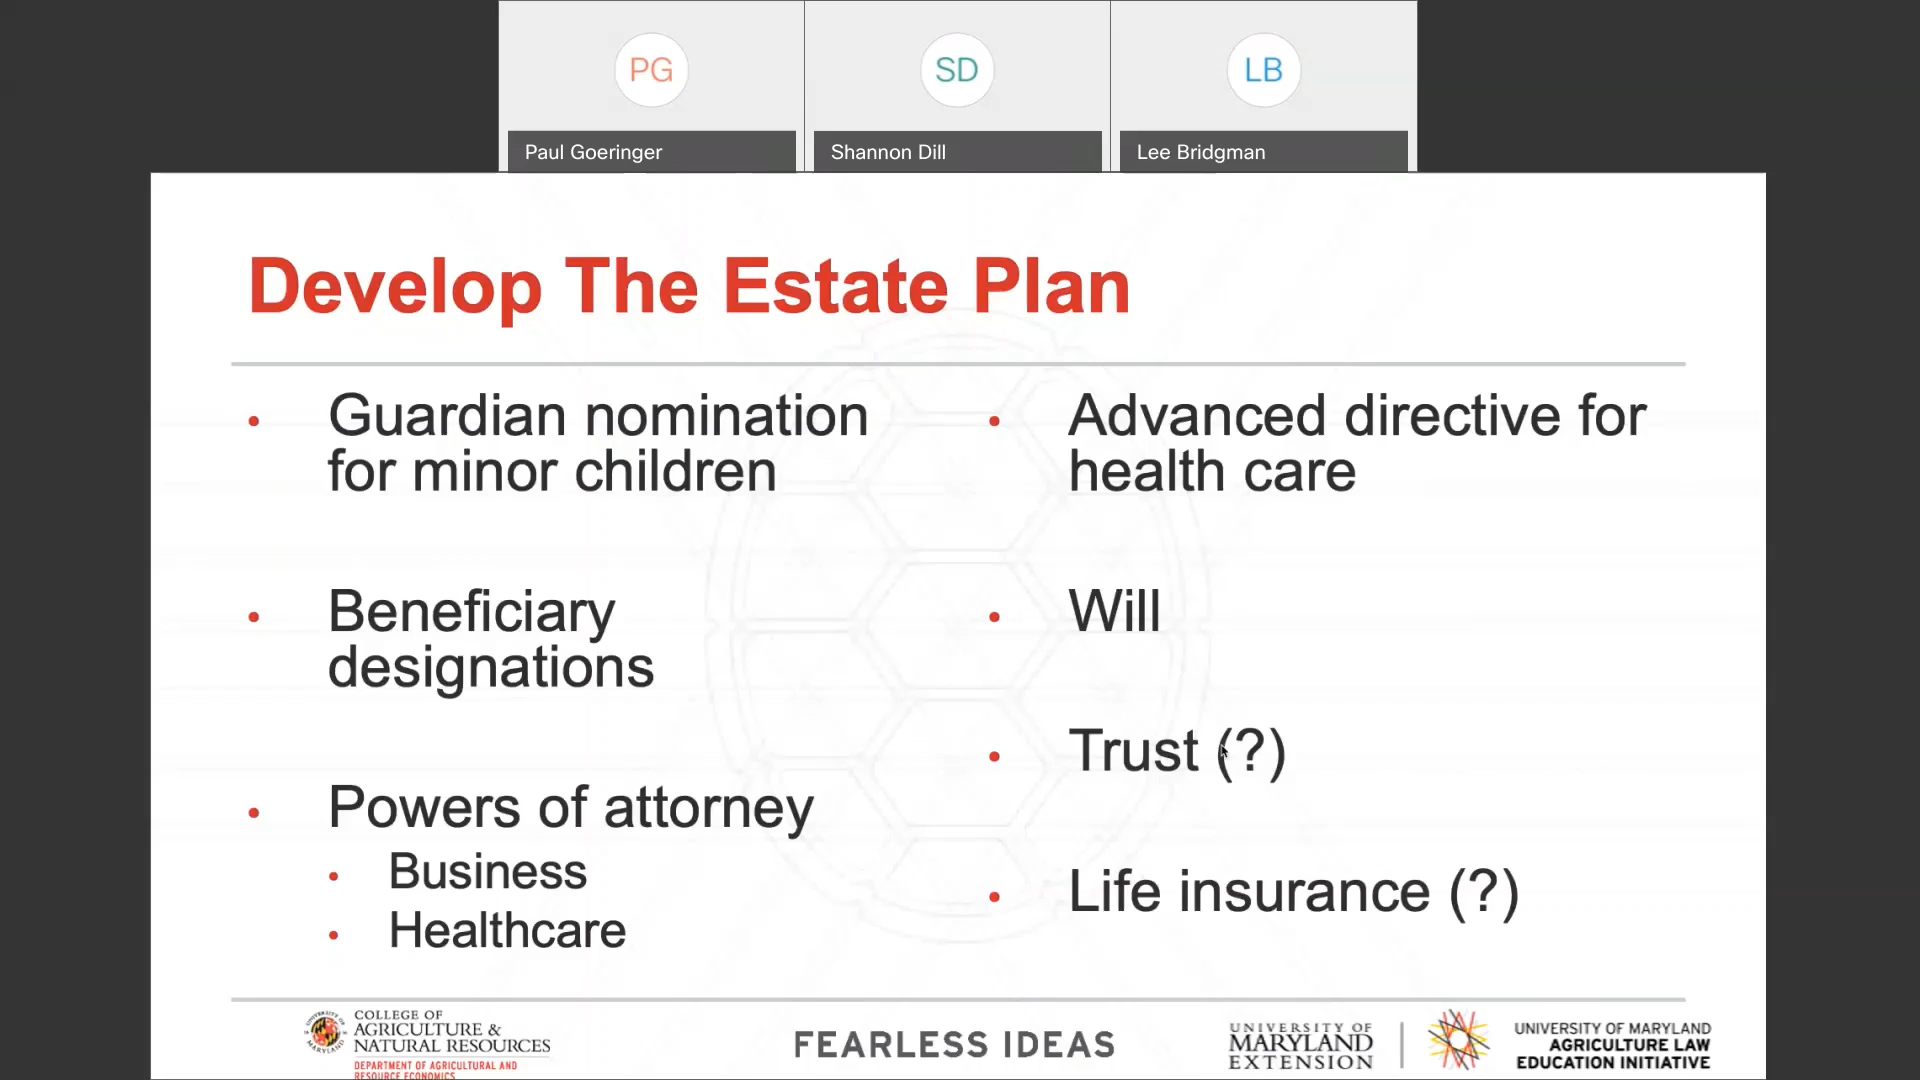 PG
SD
LB
Paul Goeringer
Shannon Dill
Lee Bridgman
Develop The Estate Plan
• Guardian nomination
for minor children
• Beneficiary
designations
• Powers of attorney
• Business
• Healthcare
• Advanced directive for
health care
• Will
• Trust (?)
• Life insurance (?)
UNIVERSITY OF
MARYLAND
COLLEGE OF
AGRICULTURE &
NATURAL RESOURCES
DEPARTMENT OF AGRICULTURAL AND
RESOURCE ECONOMICS
FEARLESS IDEAS
UNIVERSITY OF
MARYLAND
EXTENSION
UNIVERSITY OF MARYLAND
AGRICULTURE LAW
EDUCATION INITIATIVE